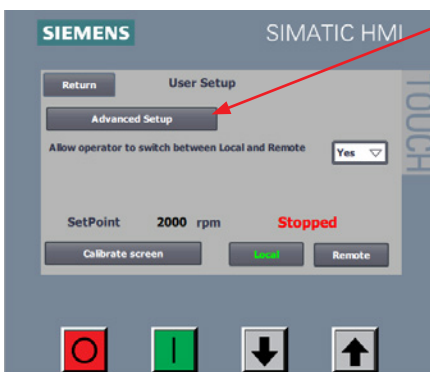 SIEMENS SIMATIC HMI
TOUCH
Return User Setup
Advanced Setup
Allow operator to switch between Local and Remote Yes
SetPoint 2000 rpm Stopped
Calibrate screen Local Remote